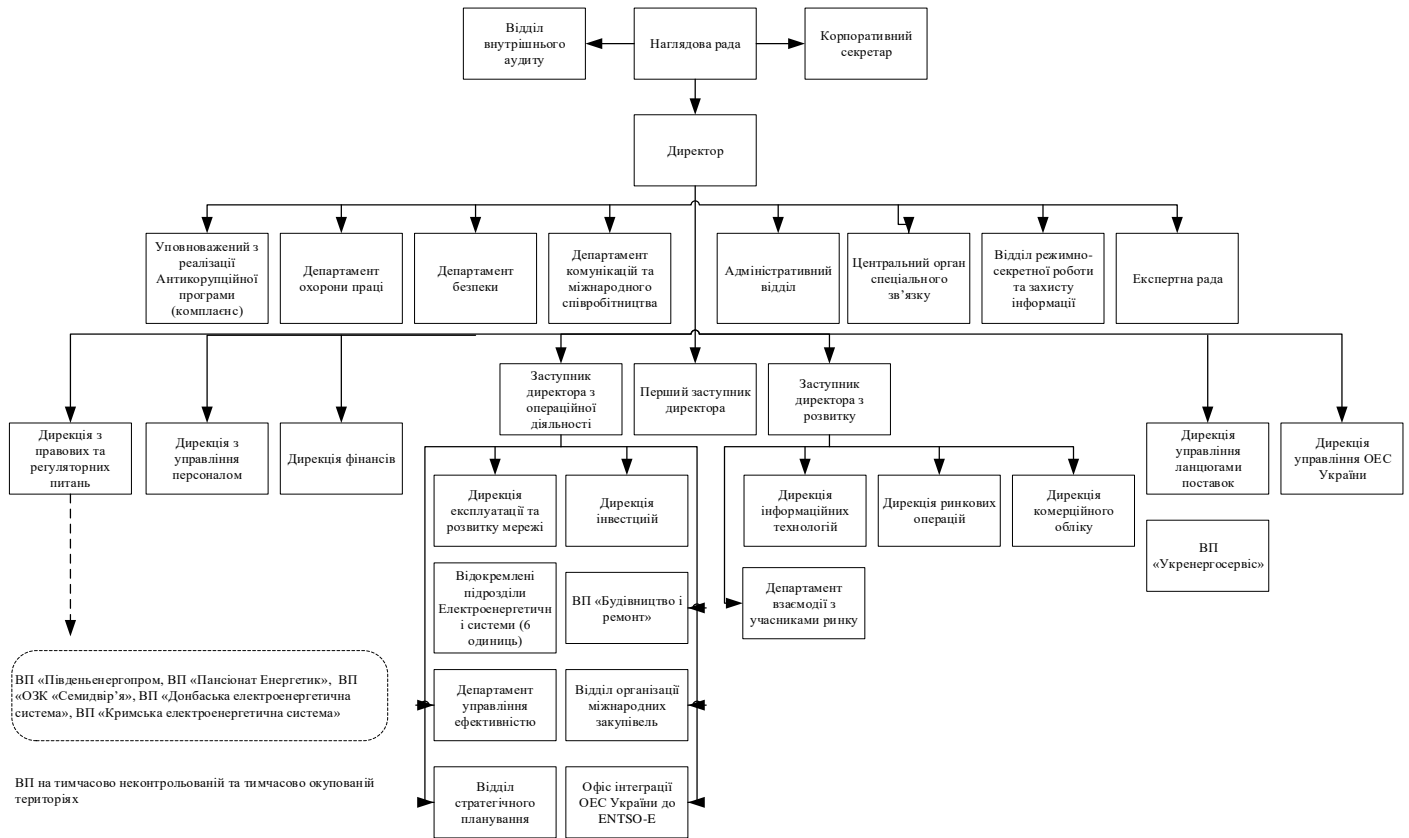 Відділ
внутрішнього
аудиту
Наглядова рада
Корпоративний
секретар
Директор
Уповноважений з
реалізації
Антикорупційної
програми
(комплаєнс)
Департамент
охорони праці
Департамент
безпеки
Департамент
комунікацій та
міжнародного
співробітництва
Адміністративний
відділ
Центральний орган
спеціального
зв’язку
Відділ режимно-
секретної роботи
та захисту
інформації
Експертна рада
Заступник
директора з
операційної
діяльності
Перший заступник
директора
Заступник
директора з
розвитку
Дирекція з
правових та
регуляторних
питань
Дирекція з
управління
персоналом
Дирекція фінансів
Дирекція
управління
ланцюгами
поставок
Дирекція
управління ОЕС
України
Дирекція
експлуатації та
розвитку мережі
Дирекція
інвестциій
Дирекція
інформаційних
технологій
Дирекція ринкових
операцій
Дирекція
комерційного
обліку
ВП
«Укренергосервіс»
Відокремлені
підрозділи
Електроенергетичн
і системи (6
одиниць)
ВП «Будівництво і
ремонт»
Департамент
взаємодії з
учасниками ринку
ВП «Південьенергопром, ВП «Пансіонат Енергетик», ВП
«ОЗК «Семидвір’я», ВП «Донбаська електроенергетична
система», ВП «Кримська електроенергетична система»
Департамент
управління
ефективністю
Відділ організації
міжнародних
закупівель
ВП на тимчасово неконтрольованій та тимчасово окупованій
територіях
Відділ
стратегічного
планування
Офіс інтеграції
ОЕС України до
ENTSO-E